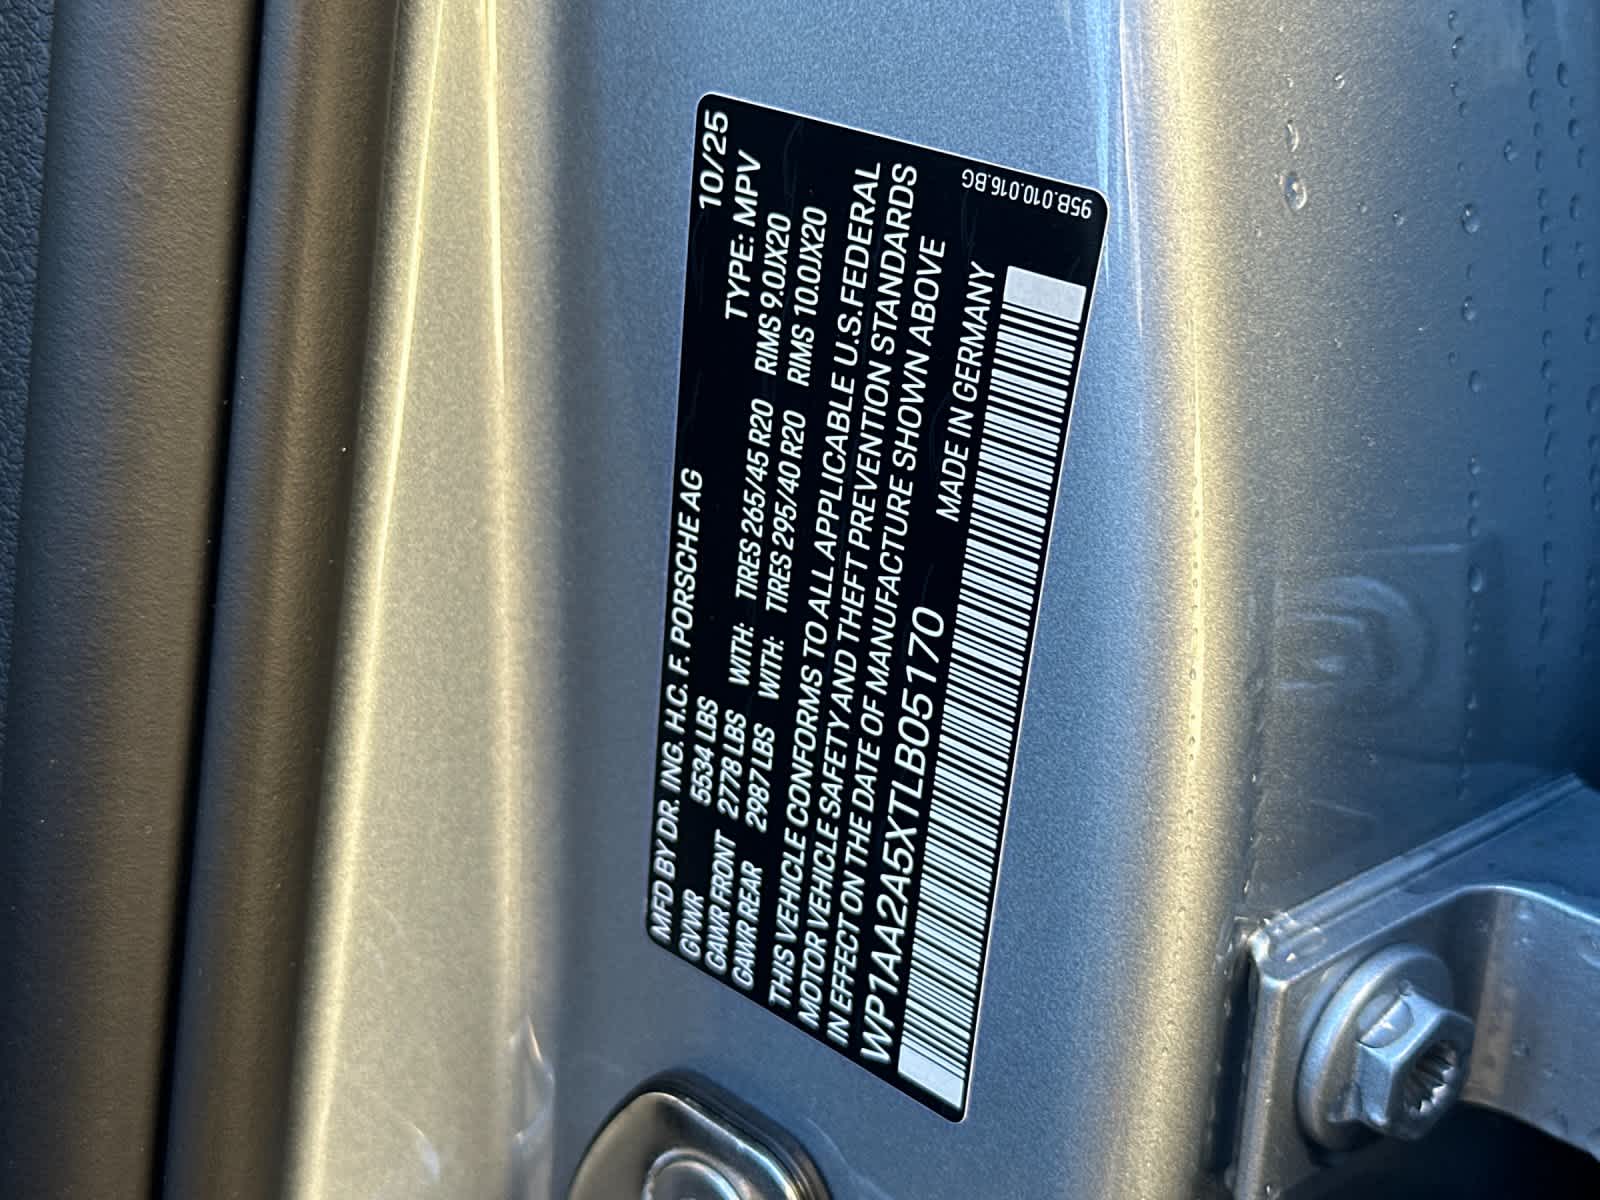 MFD BY DR. ING. H.C. F. PORSCHE AG 10/25
GVWR 5534 LBS TYPE: MPV
GAWR FRONT 2778 LBS WITH: TIRES 265/45 R20 RIMS 9.0JX20
GAWR REAR 2987 LBS WITH: TIRES 295/40 R20 RIMS 10.0JX20
THIS VEHICLE CONFORMS TO ALL APPLICABLE U.S.FEDERAL
MOTOR VEHICLE SAFETY AND THEFT PREVENTION STANDARDS
IN EFFECT ON THE DATE OF MANUFACTURE SHOWN ABOVE
WP1AA2A5XTLB05170 MADE IN GERMANY
95B.010.016.BG